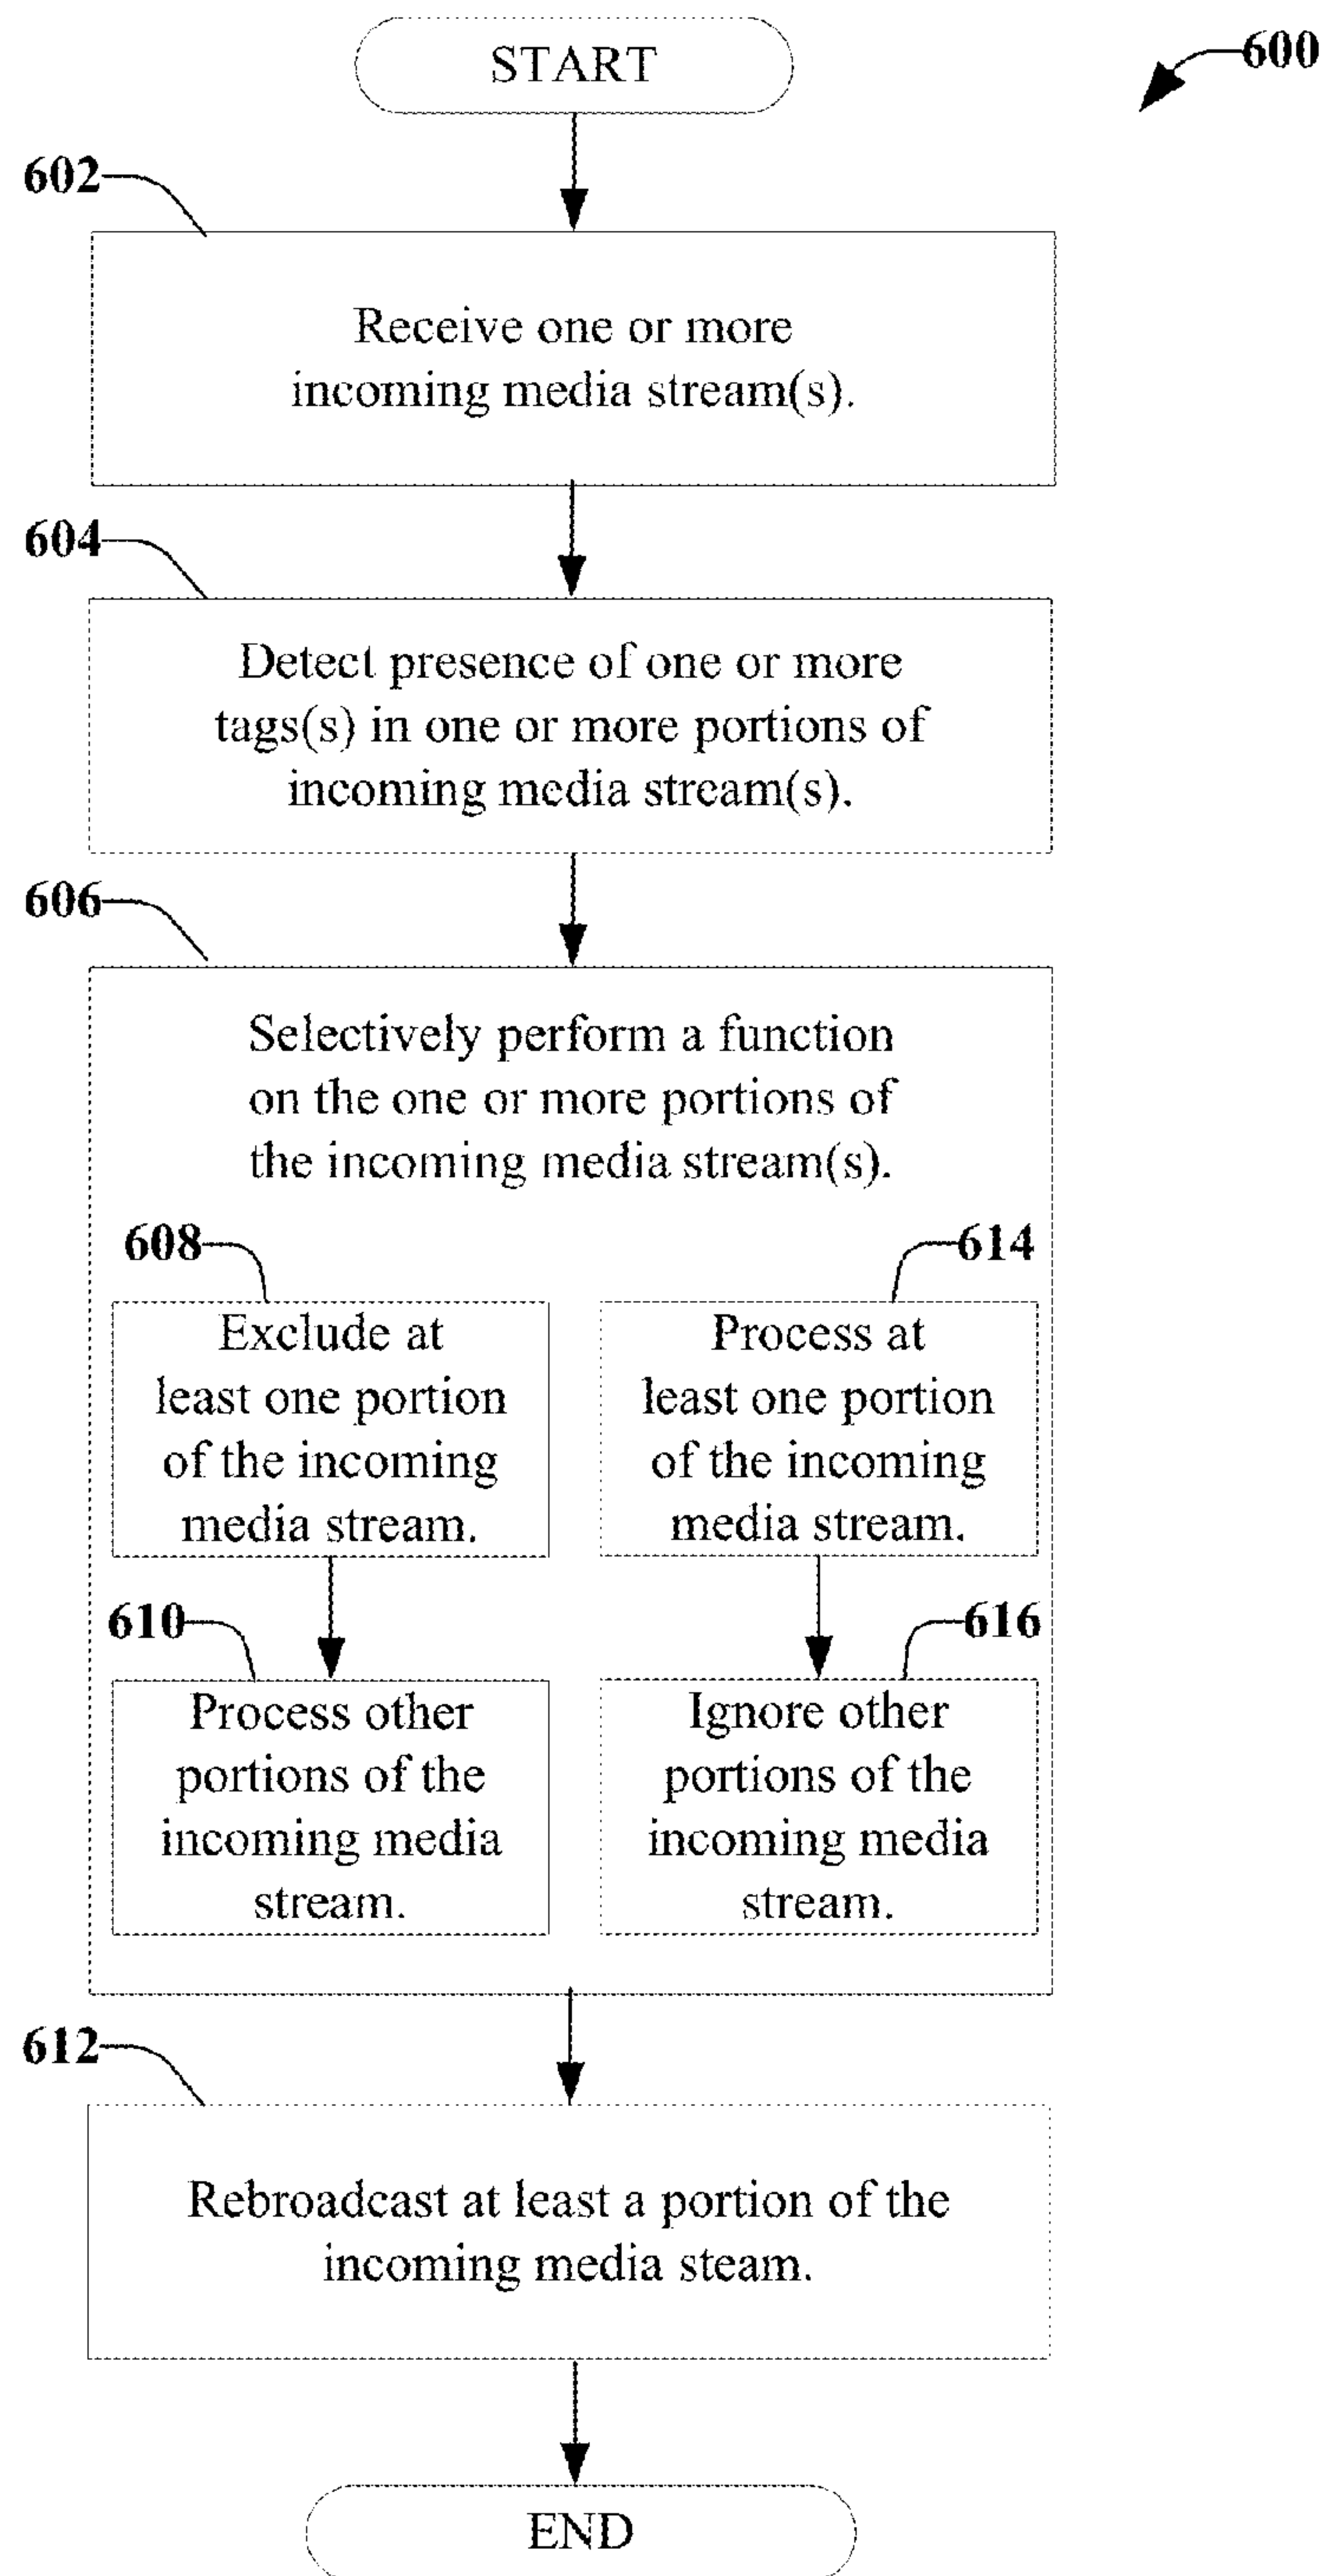 START
600
602
Receive one or more
incoming media stream(s).
604
Detect presence of one or more
tags(s) in one or more portions of
incoming media stream(s).
606
Selectively perform a function
on the one or more portions of
the incoming media stream(s).
608
Exclude at
least one portion
of the incoming
media stream.
614
Process at
least one portion
of the incoming
media stream.
610
Process other
portions of the
incoming media
stream.
616
Ignore other
portions of the
incoming media
stream.
612
Rebroadcast at least a portion of the
incoming media steam.
END